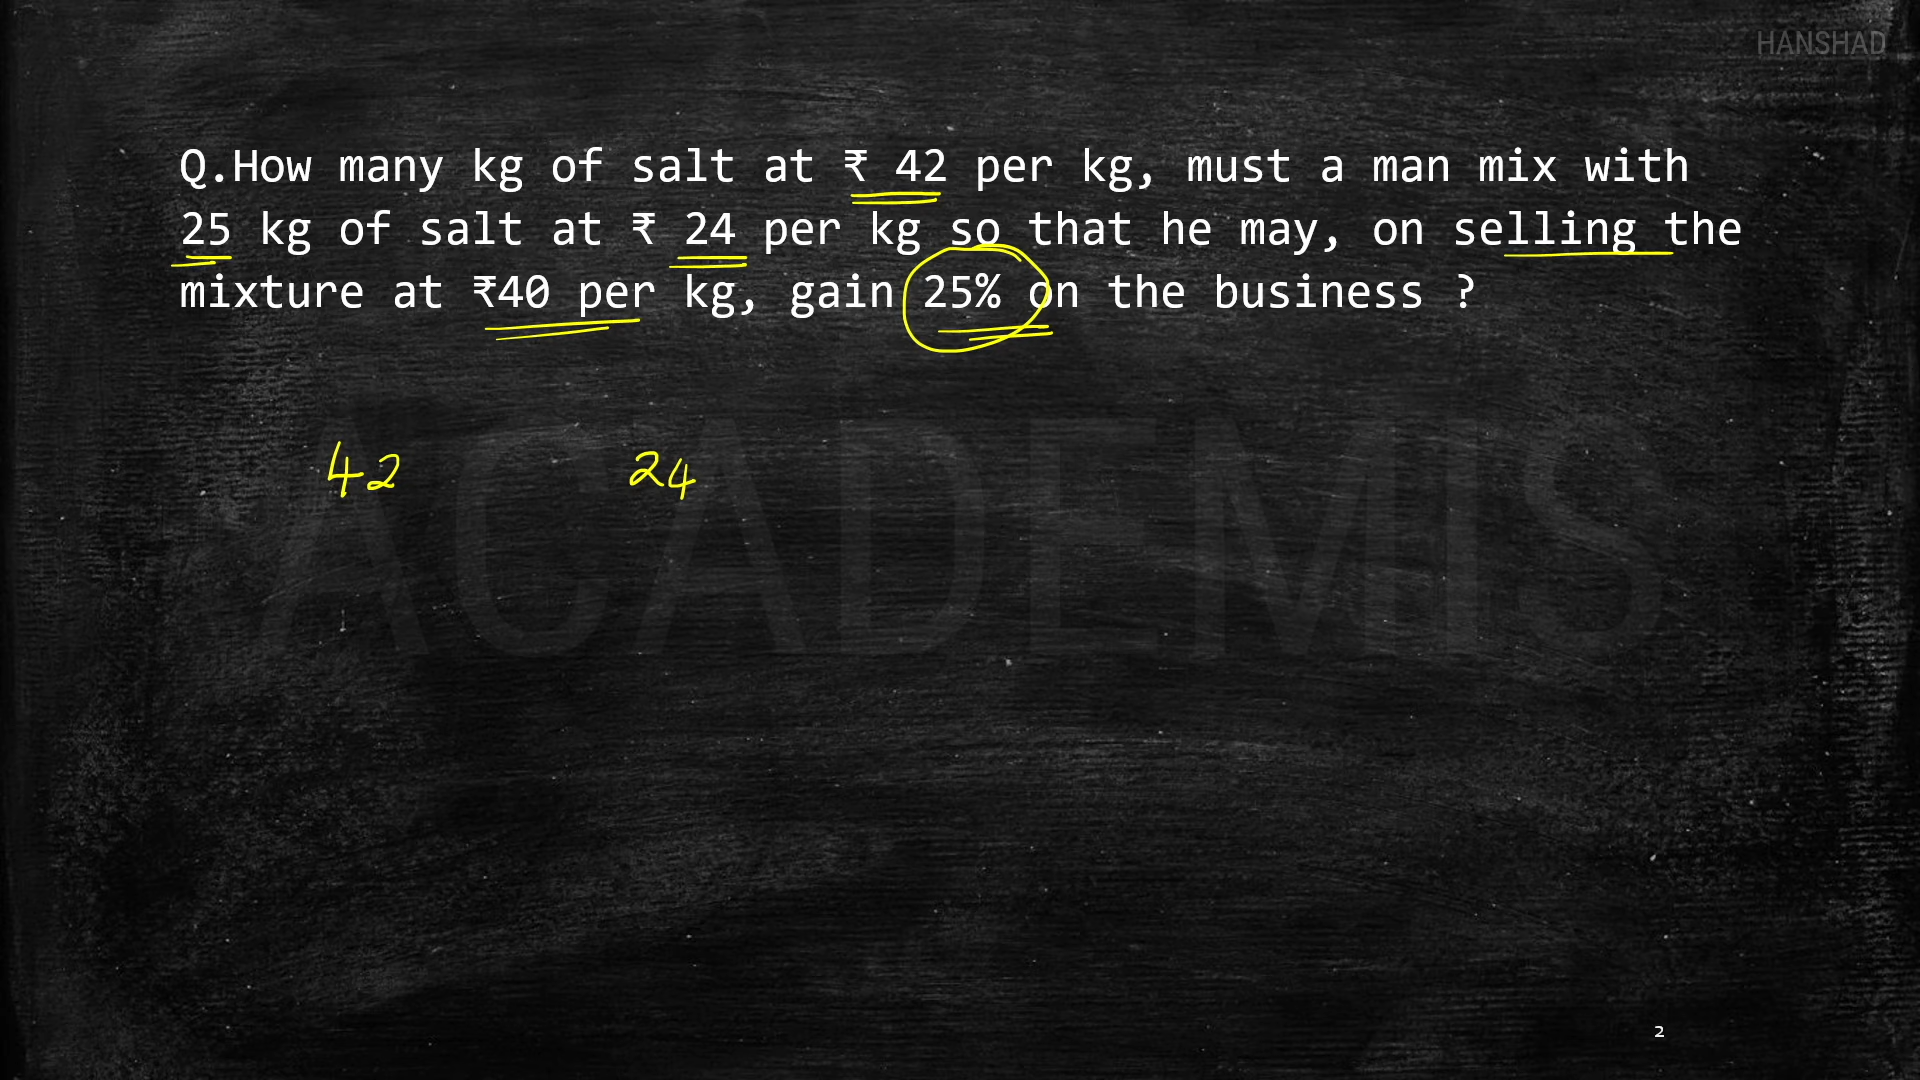 HANSHAD
Q.How many kg of salt at ₹ 42 per kg, must a man mix with
25 kg of salt at ₹ 24 per kg so that he may, on selling the
mixture at ₹40 per kg, gain 25% on the business ?
42 24
ACADEMIS
2